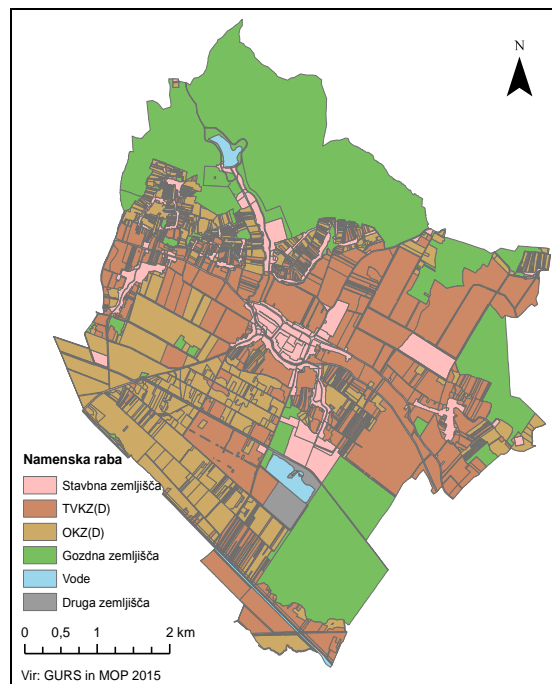 N
Namenska raba
Stavbna zemljišča
TVKZ(D)
OKZ(D)
Gozdna zemljišča
Vode
Druga zemljišča
0 0,5 1 2 km
Vir: GURS in MOP 2015